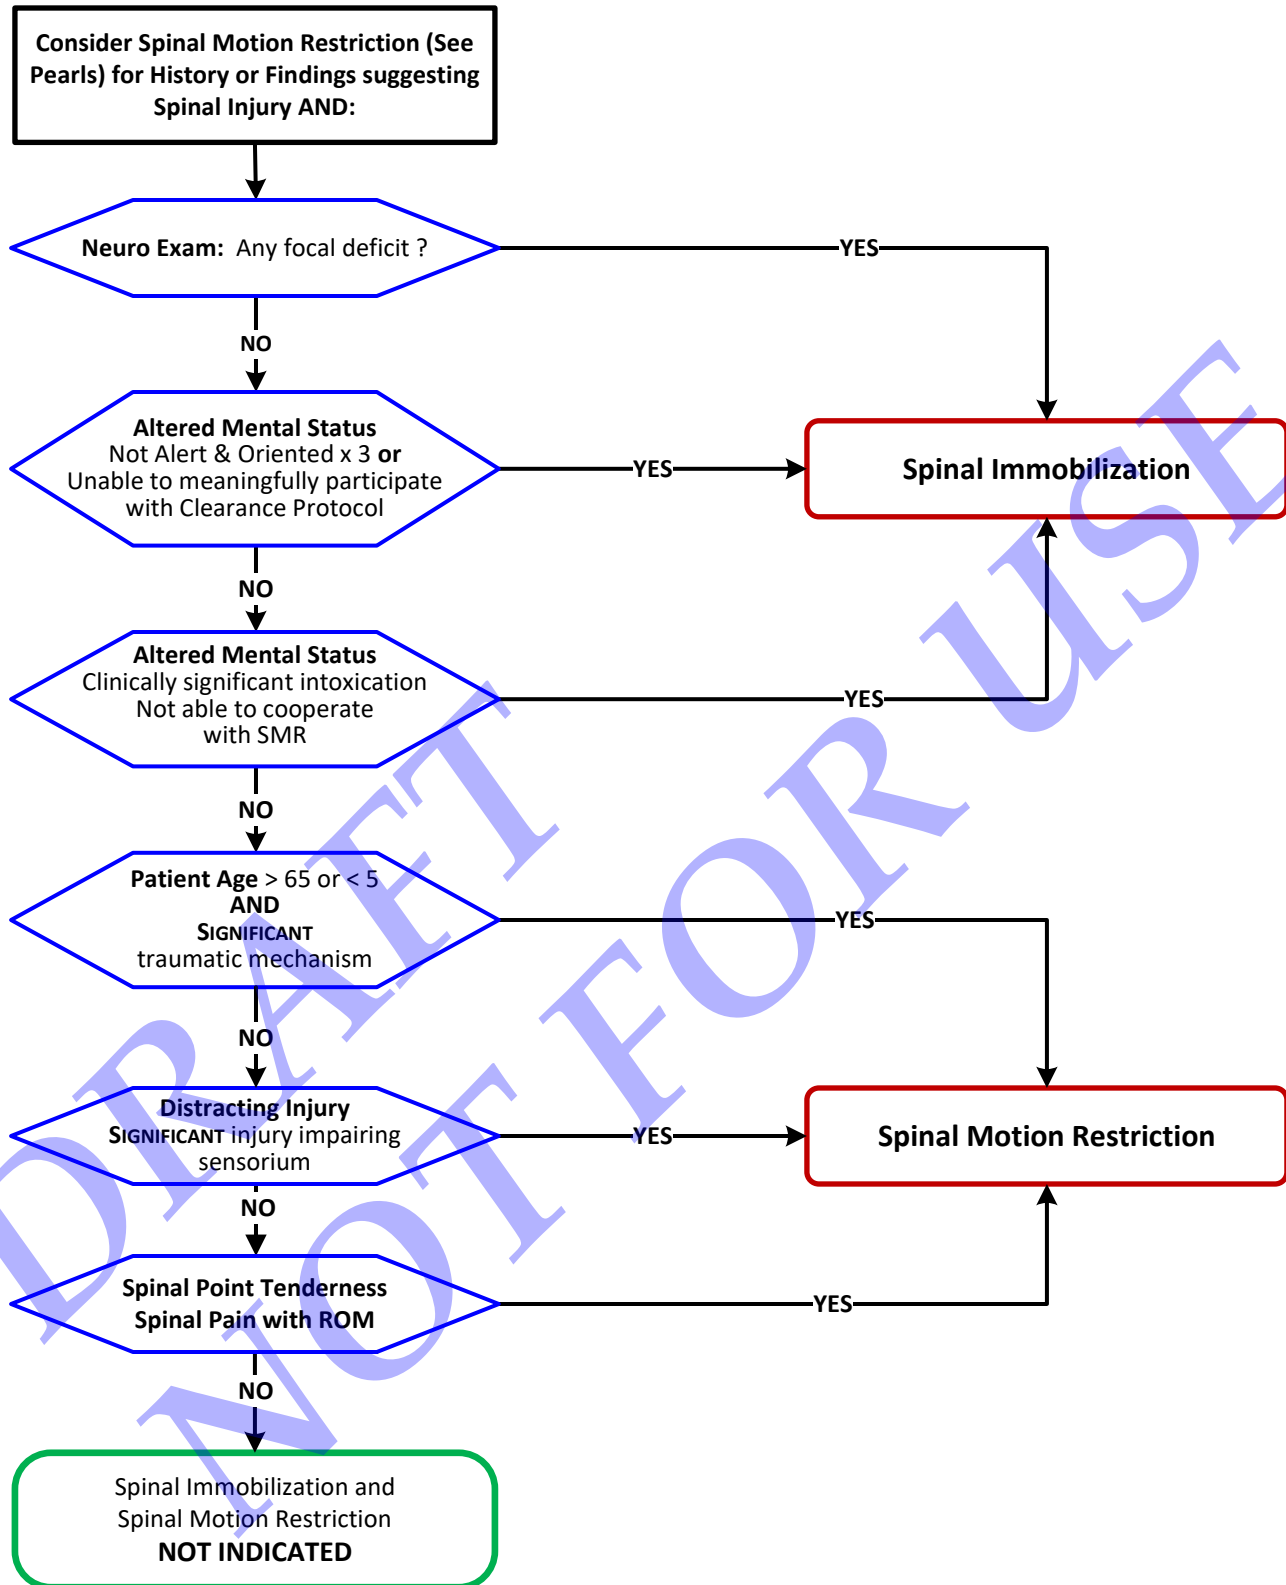 Consider Spinal Motion Restriction (See
Pearls) for History or Findings suggesting
Spinal Injury AND:
Neuro Exam:  Any focal deficit ?
YES
NO
Altered Mental Status
Not Alert & Oriented x 3 or
Unable to meaningfully participate
with Clearance Protocol
YES
Spinal Immobilization
NO
Altered Mental Status
Clinically significant intoxication
Not able to cooperate
with SMR
YES
NO
Patient Age > 65 or < 5
AND
SIGNIFICANT
traumatic mechanism
YES
NO
Distracting Injury
SIGNIFICANT injury impairing
sensorium
YES
Spinal Motion Restriction
NO
Spinal Point Tenderness
Spinal Pain with ROM
YES
NO
Spinal Immobilization and
Spinal Motion Restriction
NOT INDICATED
DRAFT
NOT FOR USE